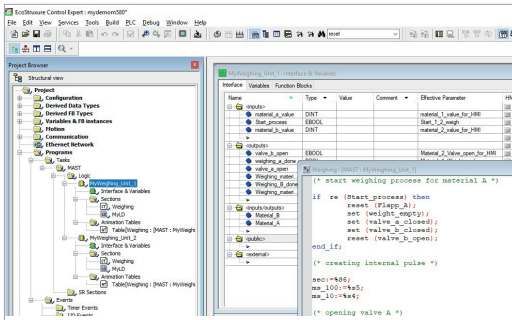 EcoStruxure Control Expert : mydemom580*
File Edit View Services Tools Build PLC Debug Window Help
reset
Project Browser
Structural view
Project
Configuration
Derived Data Types
Derived FB Types
Variables & FB instances
Motion
Communication
Ethernet Network
Programs
Tasks
MAST
Logic
MyWeighing_Unit_1
Interface & Variables
Sections
Weighing
MyLD
Animation Tables
Table[Weighing : [MAST : MyWeighi
MyWeighing_Unit_2
Interface & Variables
Sections
Weighing
MyLD
Animation Tables
Table[Weighing : [MAST : MyWeighi
SR Sections
Events
Timer Events
I/O Events
MyWeighing_Unit_1 : Interface & Variables
Interface Variables Function Blocks
Name Type Value Comment Effective Parameter HM
<inputs>
material_a_value DINT material_1_value_for_HMI
Start_process EBOOL Start_1_2_weigh
material_b_value DINT material_2_value_for_HMI
<outputs>
valve_b_open EBOOL Material_2_Valve_open_for_HMI
weighing_a_done
valve_a_open
Weighing_materi...
Weighing_B_done
Weighing_materi...
<inputs/outputs>
Material_B
Material_A
<public>
<external>
Weighing : [MAST : MyWeighing_Unit_1]
(* start weighing process for material A *)
if re (Start_process) then
reset (Flapp_A);
set (weight_empty);
set (valve_a_closed);
set (valve_b_closed);
reset (valve_b_open);
end_if;
(* creating internal pulse *)
sec:=%S6;
ms_100:=%s5;
ms_10:=%s4;
(* opening valve A *)